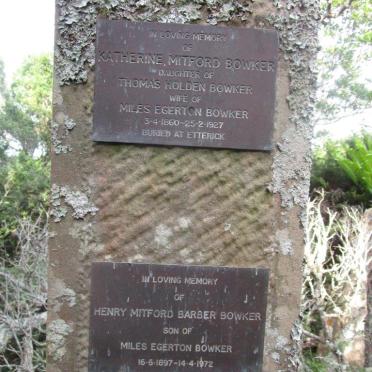 IN LOVING MEMORY
OF
KATHERINE MITFORD BOWKER
DAUGHTER OF
THOMAS HOLDEN BOWKER
WIFE OF
MILES EGERTON BOWKER
3-4-1860-25-2-1927
BURIED AT ETTERICK
IN LOVING MEMORY
OF
HENRY MITFORD BARBER BOWKER
SON OF
MILES EGERTON BOWKER
16-6-1897-14-4-1972